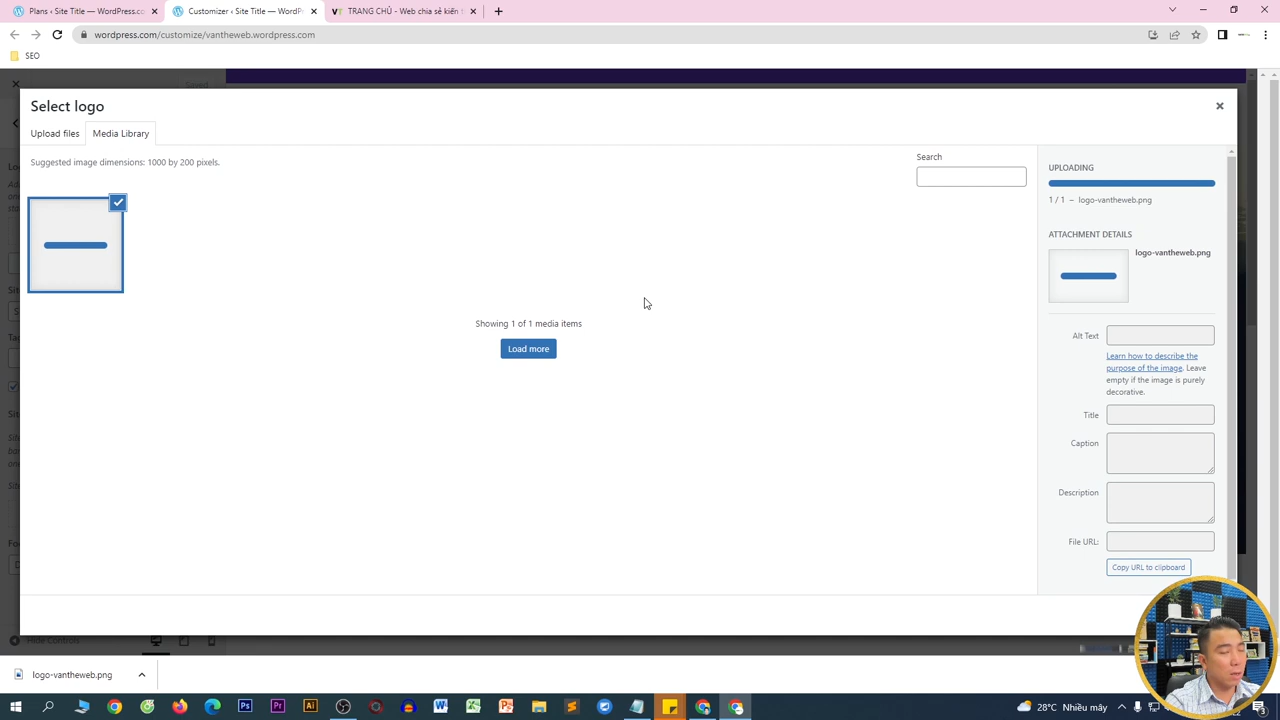 Plans ‹ Site Title — WordPress.co
Customizer ‹ Site Title — WordPr
TRANG CHỦ - Web chia sẻ kiến t
wordpress.com/customize/vantheweb.wordpress.com
SEO
Saved
Select logo
Upload files
Media Library
Suggested image dimensions: 1000 by 200 pixels.
Search
Showing 1 of 1 media items
Load more
UPLOADING
1 / 1 – logo-vantheweb.png
ATTACHMENT DETAILS
logo-vantheweb.png
Alt Text
Learn how to describe the
purpose of the image. Leave
empty if the image is purely
decorative.
Title
Caption
Description
File URL:
Copy URL to clipboard
Hide Controls
logo-vantheweb.png
28°C Nhiều mây